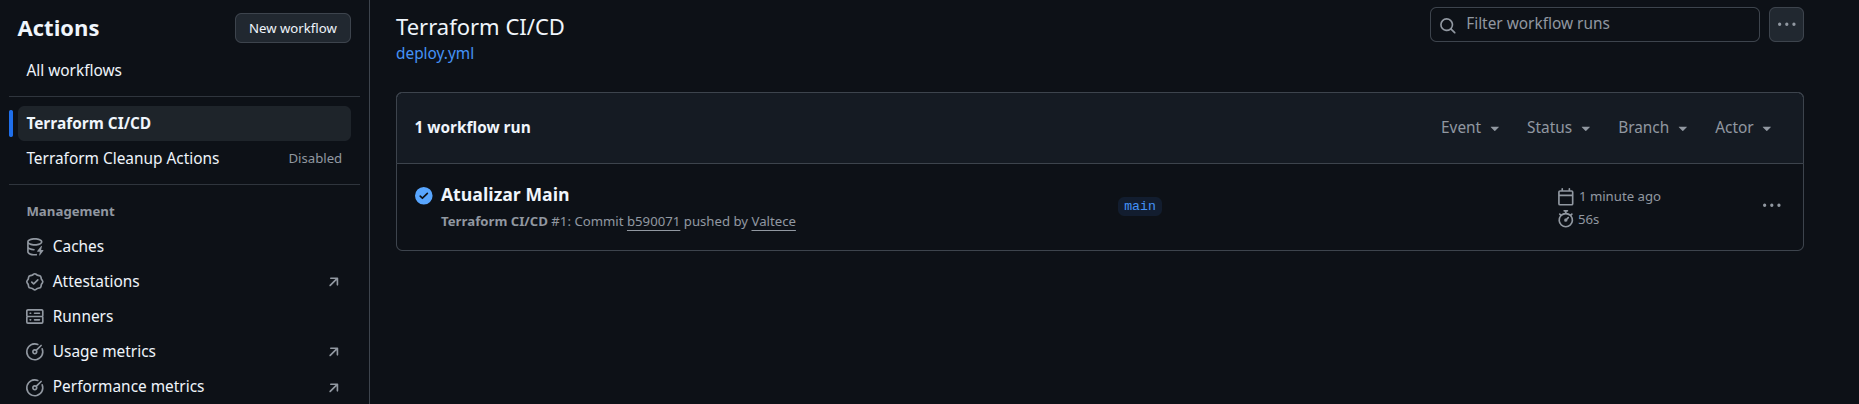 Actions
New workflow
All workflows
Terraform CI/CD
Terraform Cleanup Actions Disabled
Management
Caches
Attestations
Runners
Usage metrics
Performance metrics
Terraform CI/CD
deploy.yml
Filter workflow runs
1 workflow run
Event Status Branch Actor
Atualizar Main
Terraform CI/CD #1: Commit b590071 pushed by Valtece
main
1 minute ago
56s